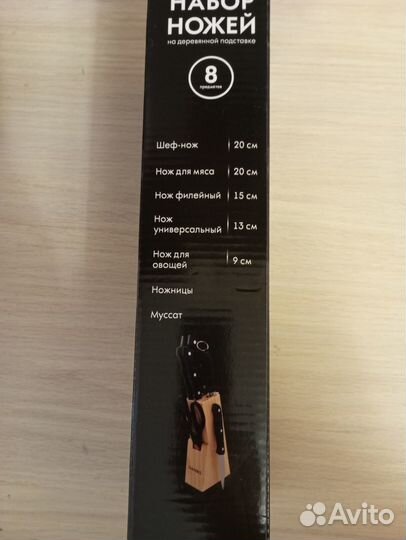 НАБОР
НОЖЕЙ
на деревянной подставке
8
предметов
Шеф-нож 20 см
Нож для мяса 20 см
Нож филейный 15 см
Нож
универсальный 13 см
Нож для
овощей 9 см
Ножницы
Муссат
Avito